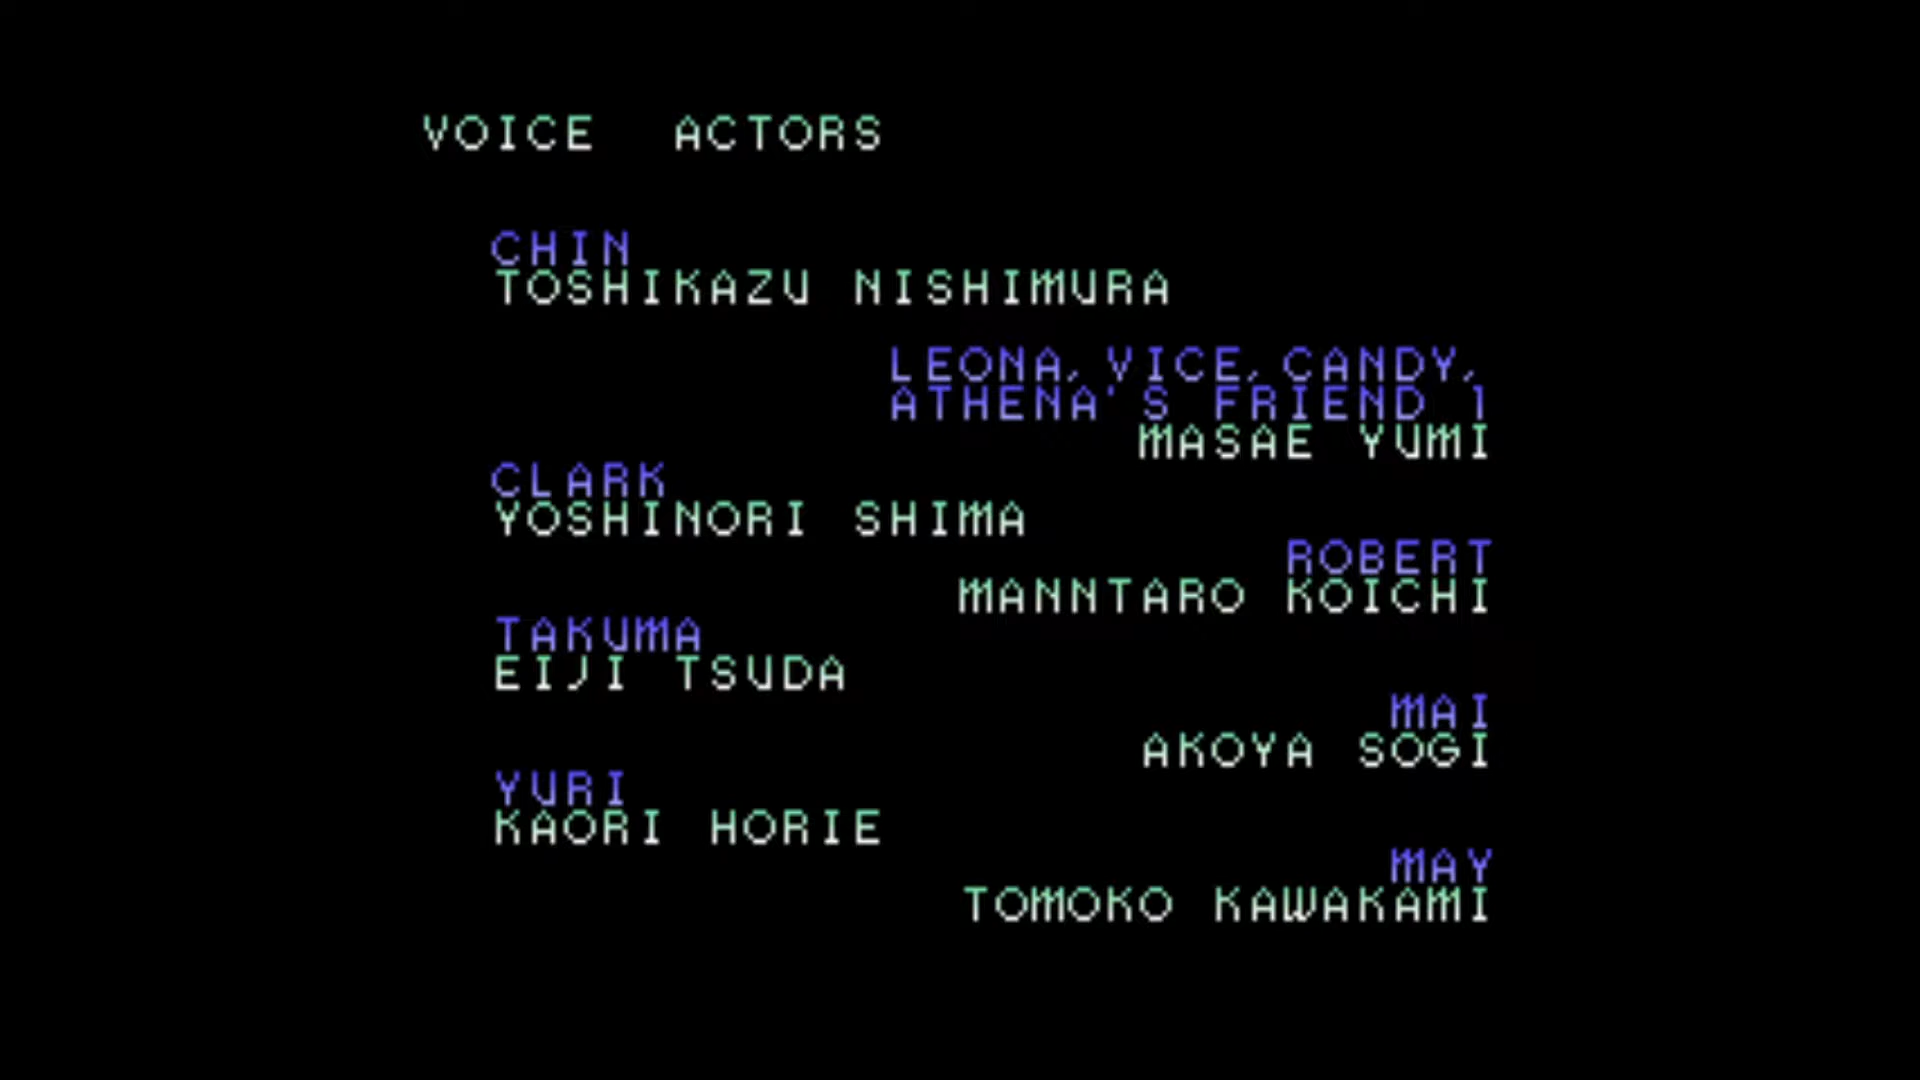 VOICE ACTORS
CHIN
TOSHIKAZU NISHIMURA
LEONA, VICE, CANDY,
ATHENA'S FRIEND 1
MASAE YUMI
CLARK
YOSHINORI SHIMA
ROBERT
MANNTARO KOICHI
TAKUMA
EIJI TSUDA
MAI
AKOYA SOGI
YURI
KAORI HORIE
MAY
TOMOKO KAWAKAMI